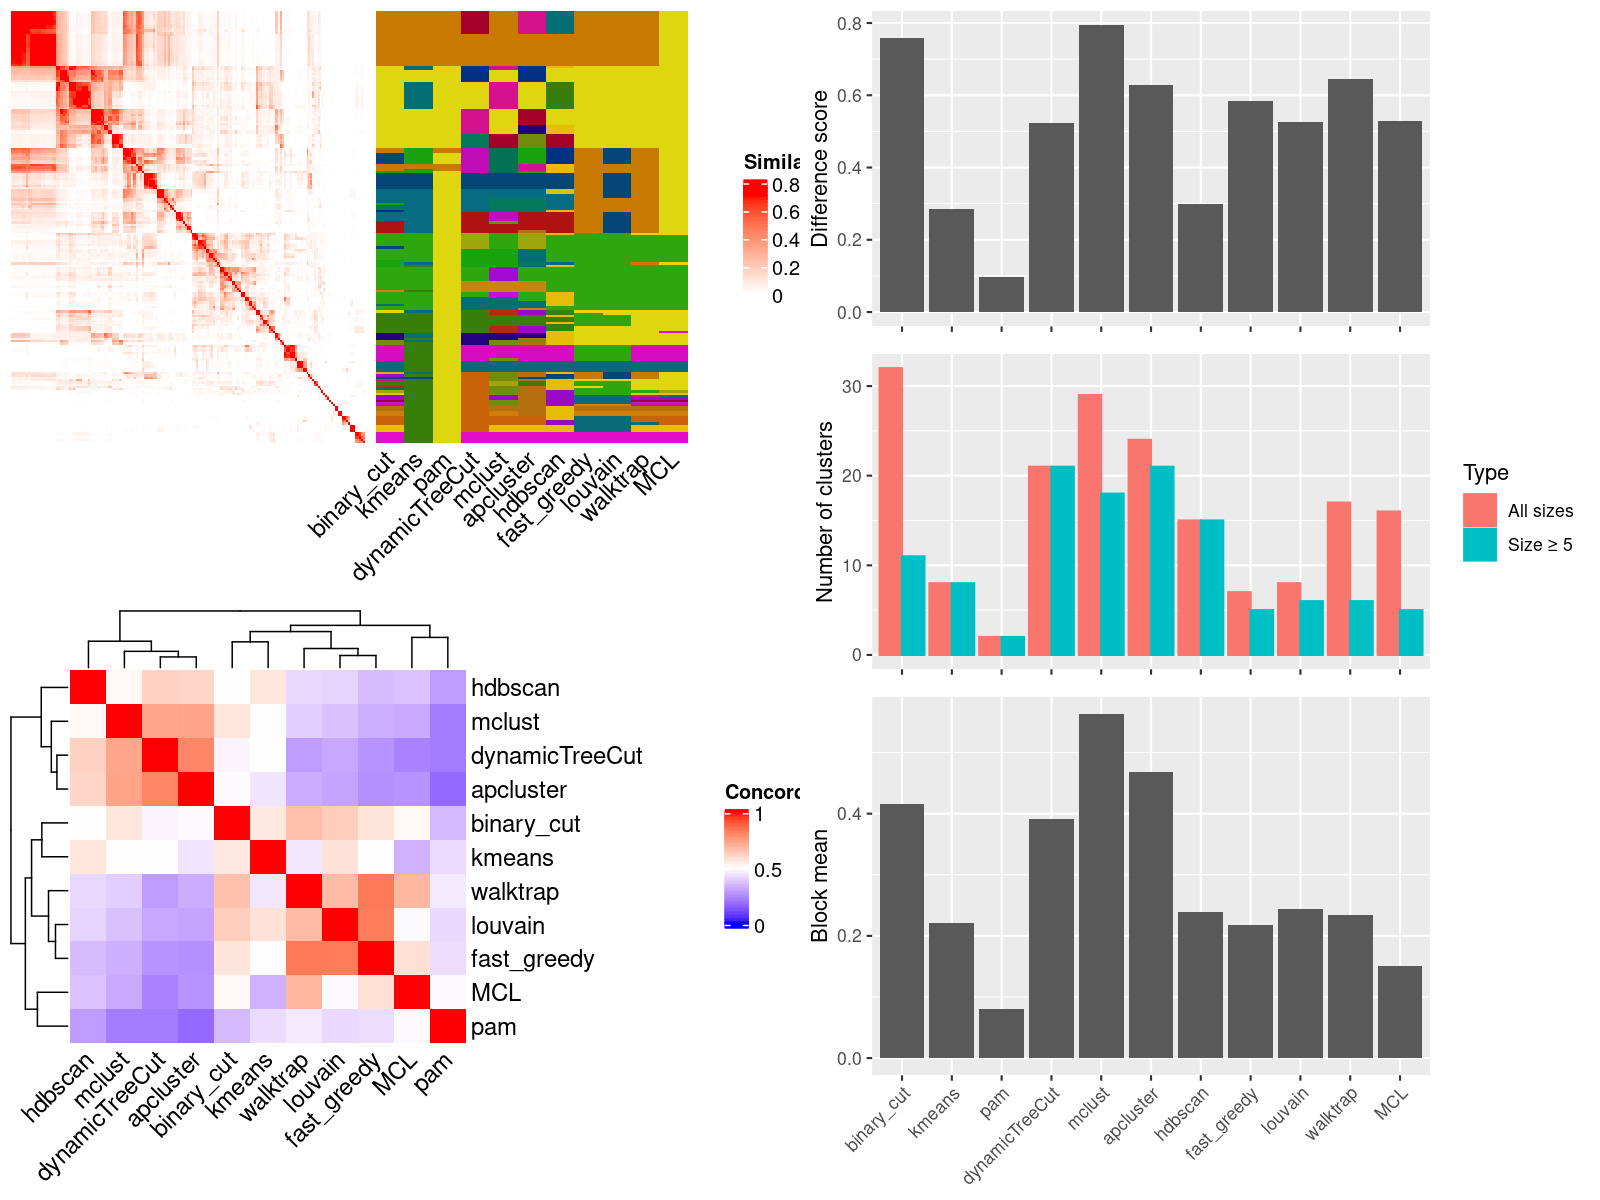 Simila
0.8
0.6
0.4
0.2
0
binary_cut
kmeans
pam
dynamicTreeCut
mclust
apcluster
hdbscan
fast_greedy
louvain
walktrap
MCL
hdbscan
mclust
dynamicTreeCut
apcluster
binary_cut
kmeans
walktrap
louvain
fast_greedy
MCL
pam
Concord
1
0.5
0
hdbscan
mclust
dynamicTreeCut
apcluster
binary_cut
kmeans
walktrap
louvain
fast_greedy
MCL
pam
Difference score
0.8
0.6
0.4
0.2
0.0
Number of clusters
30
20
10
0
Type
All sizes
Size ≥ 5
Block mean
0.4
0.2
0.0
binary_cut
kmeans
pam
dynamicTreeCut
mclust
apcluster
hdbscan
fast_greedy
louvain
walktrap
MCL